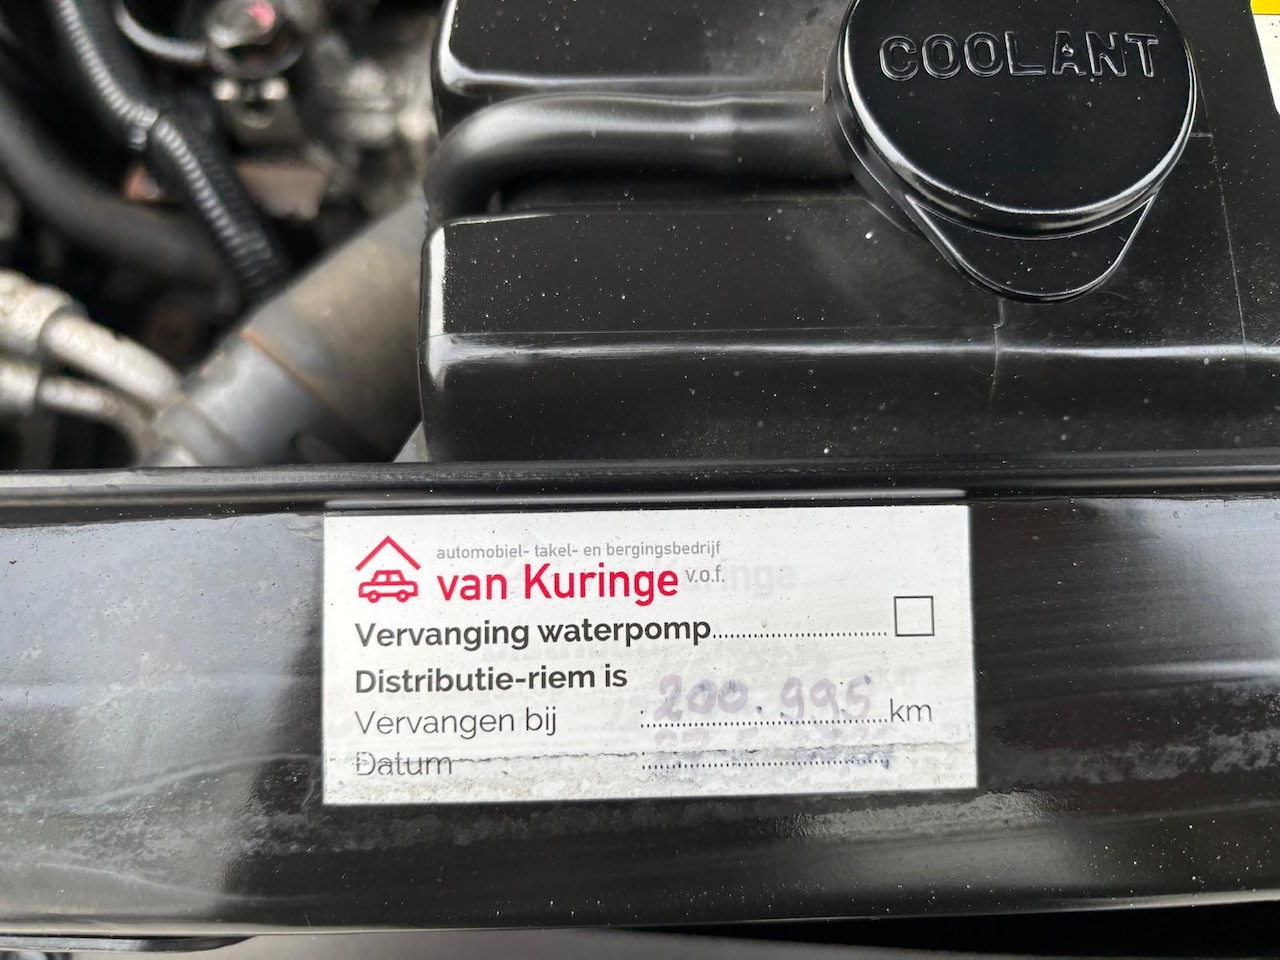 COOLANT
automobiel- takel- en bergingsbedrijf
van Kuringe v.o.f.
Vervanging waterpomp..............................
Distributie-riem is
Vervangen bij : 200.995 km
Datum :